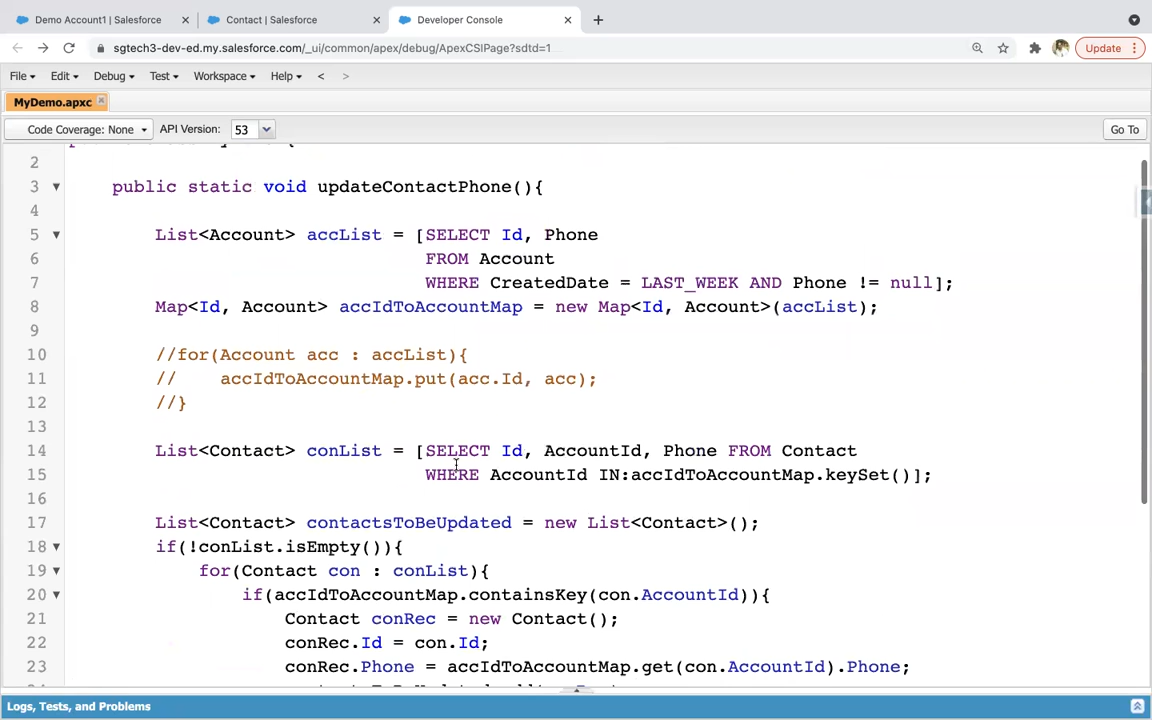 Demo Account1 | Salesforce
Contact | Salesforce
Developer Console
sgtech3-dev-ed.my.salesforce.com/_ui/common/apex/debug/ApexCSIPage?sdtd=1
Update
File Edit Debug Test Workspace Help < >
MyDemo.apxc
Code Coverage: None API Version: 53 Go To
2
3 public static void updateContactPhone(){
4
5 List<Account> accList = [SELECT Id, Phone
6 FROM Account
7 WHERE CreatedDate = LAST_WEEK AND Phone != null];
8 Map<Id, Account> accIdToAccountMap = new Map<Id, Account>(accList);
9
10 //for(Account acc : accList){
11 // accIdToAccountMap.put(acc.Id, acc);
12 //}
13
14 List<Contact> conList = [SELECT Id, AccountId, Phone FROM Contact
15 WHERE AccountId IN:accIdToAccountMap.keySet()];
16
17 List<Contact> contactsToBeUpdated = new List<Contact>();
18 if(!conList.isEmpty()){
19 for(Contact con : conList){
20 if(accIdToAccountMap.containsKey(con.AccountId)){
21 Contact conRec = new Contact();
22 conRec.Id = con.Id;
23 conRec.Phone = accIdToAccountMap.get(con.AccountId).Phone;
Logs, Tests, and Problems